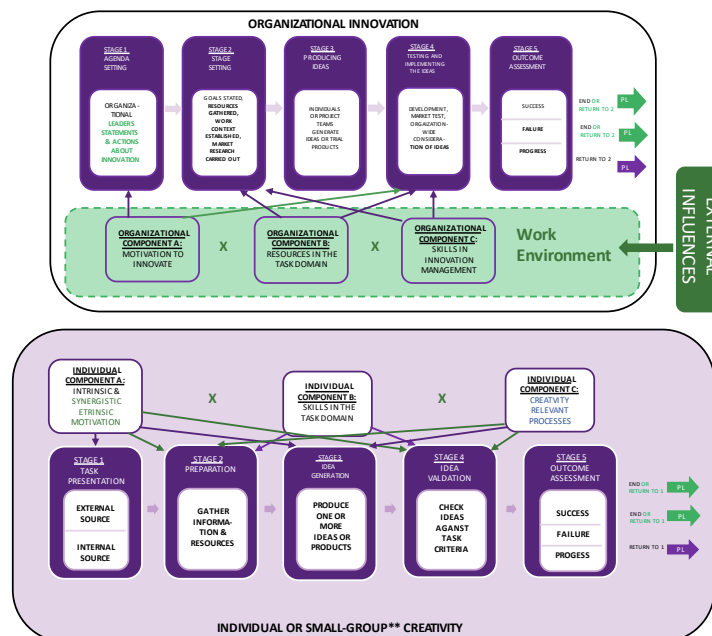 ORGANIZATIONAL INNOVATION
STAGE 1
AGENDA
SETTING
ORGANIZA-
TIONAL
LEADERS
STATEMENTS
& ACTIONS
ABOUT
INNOVATION
STAGE 2
STAGE
SETTING
GOALS STATED,
RESOURCES
GATHERED,
WORK
CONTEXT
ESTABLISHED,
MARKET
RESEARCH
CARRIED OUT
STAGE 3
PRODUCING
IDEAS
INDIVIDUALS
OR PROJECT
TEAMS
GENERATE
IDEAS OR TRIAL
PRODUCTS
STAGE 4
TESTING AND
IMPLEMENTING
THE IDEAS
DEVELOPMENT,
MARKET TEST,
ORGAIZATION-
WIDE
CONSIDERA-
TION OF IDEAS
STAGE 5
OUTCOME
ASSESSMENT
SUCCESS
FAILURE
PROGRESS
END OR
RETURN TO 2
PL
END OR
RETURN TO 2
PL
RETURN TO 2
PL
ORGANIZATIONAL
COMPONENT A:
MOTIVATION TO
INNOVATE
X
ORGANIZATIONAL
COMPONENT B:
RESOURCES IN THE
TASK DOMAIN
X
ORGANIZATIONAL
COMPONENT C:
SKILLS IN
INNOVATION
MANAGEMENT
Work
Environment
EXTERNAL
INFLUENCES
INDIVIDUAL
COMPONENT A:
INTRINSIC &
SYNERGISTIC
ETRINSIC
MOTIVATION
X
INDIVIDUAL
COMPONENT B:
SKILLS IN THE
TASK DOMAIN
X
INDIVIDUAL
COMPONENT C:
CREATVITY
RELEVANT
PROCESSES
STAGE 1
TASK
PRESENTATION
EXTERNAL
SOURCE
INTERNAL
SOURCE
STAGE 2
PREPARATION
GATHER
INFORMA-
TION &
RESOURCES
STAGE3
IDEA
GENERATION
PRODUCE
ONE OR
MORE
IDEAS OR
PRODUCTS
STAGE 4
IDEA
VALDATION
CHECK
IDEAS
AGANST
TASK
CRITERIA
STAGE 5
OUTCOME
ASSESSMENT
SUCCESS
FAILURE
PROGESS
END OR
RETURN TO 1
PL
END OR
RETURN TO 1
PL
RETURN TO 1
PL
INDIVIDUAL OR SMALL-GROUP** CREATIVITY